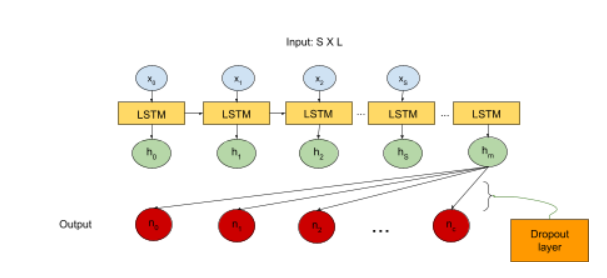 Input: S X L
x₀ x₁ x₂ xₛ
LSTM LSTM LSTM ... LSTM ... LSTM
h₀ h₁ h₂ hₛ hₘ
Output n₀ n₁ n₂ ... nₛ
Dropout
layer